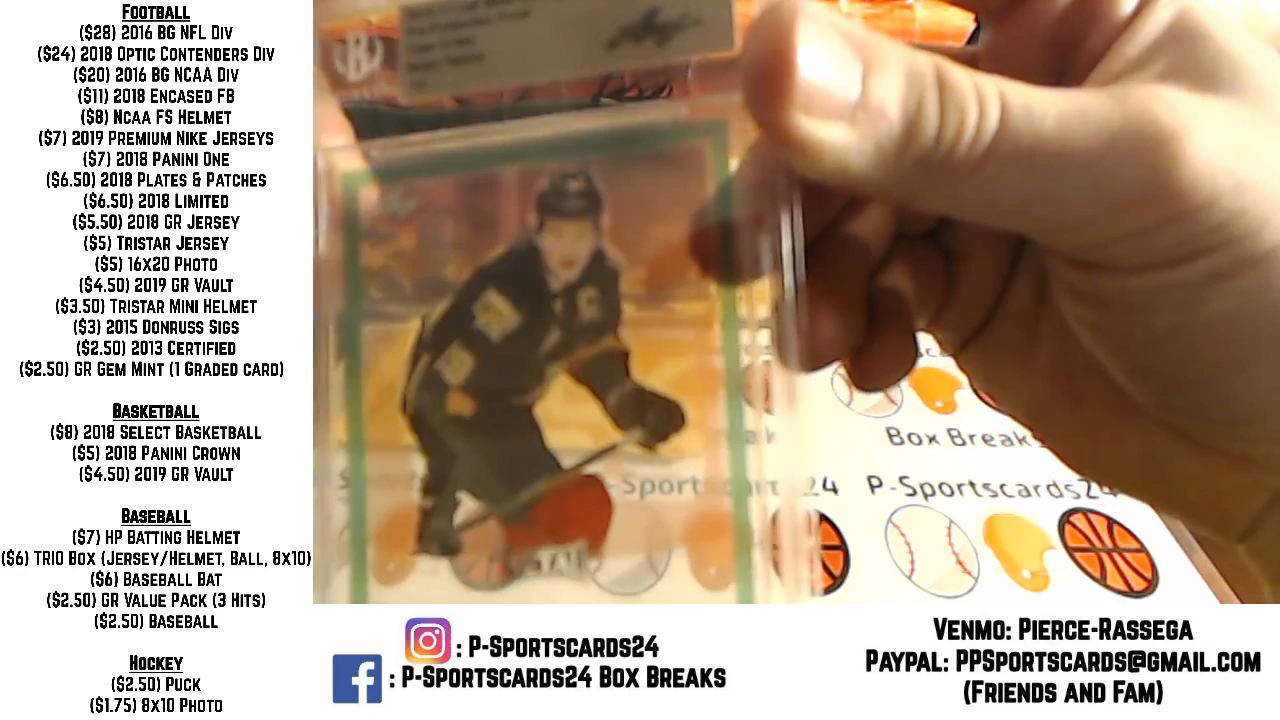 Football
($28) 2016 BG NFL Div
($24) 2018 Optic Contenders Div
($20) 2016 BG NCAA Div
($11) 2018 Encased FB
($8) NCAA FS Helmet
($7) 2019 Premium Nike Jerseys
($7) 2018 Panini One
($6.50) 2018 Plates & Patches
($6.50) 2018 Limited
($5.50) 2018 GR Jersey
($5) Tristar Jersey
($5) 16x20 Photo
($4.50) 2019 GR Vault
($3.50) Tristar Mini Helmet
($3) 2015 Donruss Sigs
($2.50) 2013 Certified
($2.50) GR Gem Mint (1 Graded card)
Basketball
($8) 2018 Select Basketball
($5) 2018 Panini Crown
($4.50) 2019 GR Vault
Baseball
($7) HP Batting Helmet
($6) TRIO Box (Jersey/Helmet, Ball, 8x10)
($6) Baseball Bat
($2.50) GR Value Pack (3 Hits)
($2.50) Baseball
Hockey
($2.50) Puck
($1.75) 8x10 Photo
Box Break
-Sport 24 P-Sportscards24
: P-Sportscards24
: P-Sportscards24 Box Breaks
Venmo: Pierce-Rassega
Paypal: PPSportscards@gmail.com
(Friends and Fam)